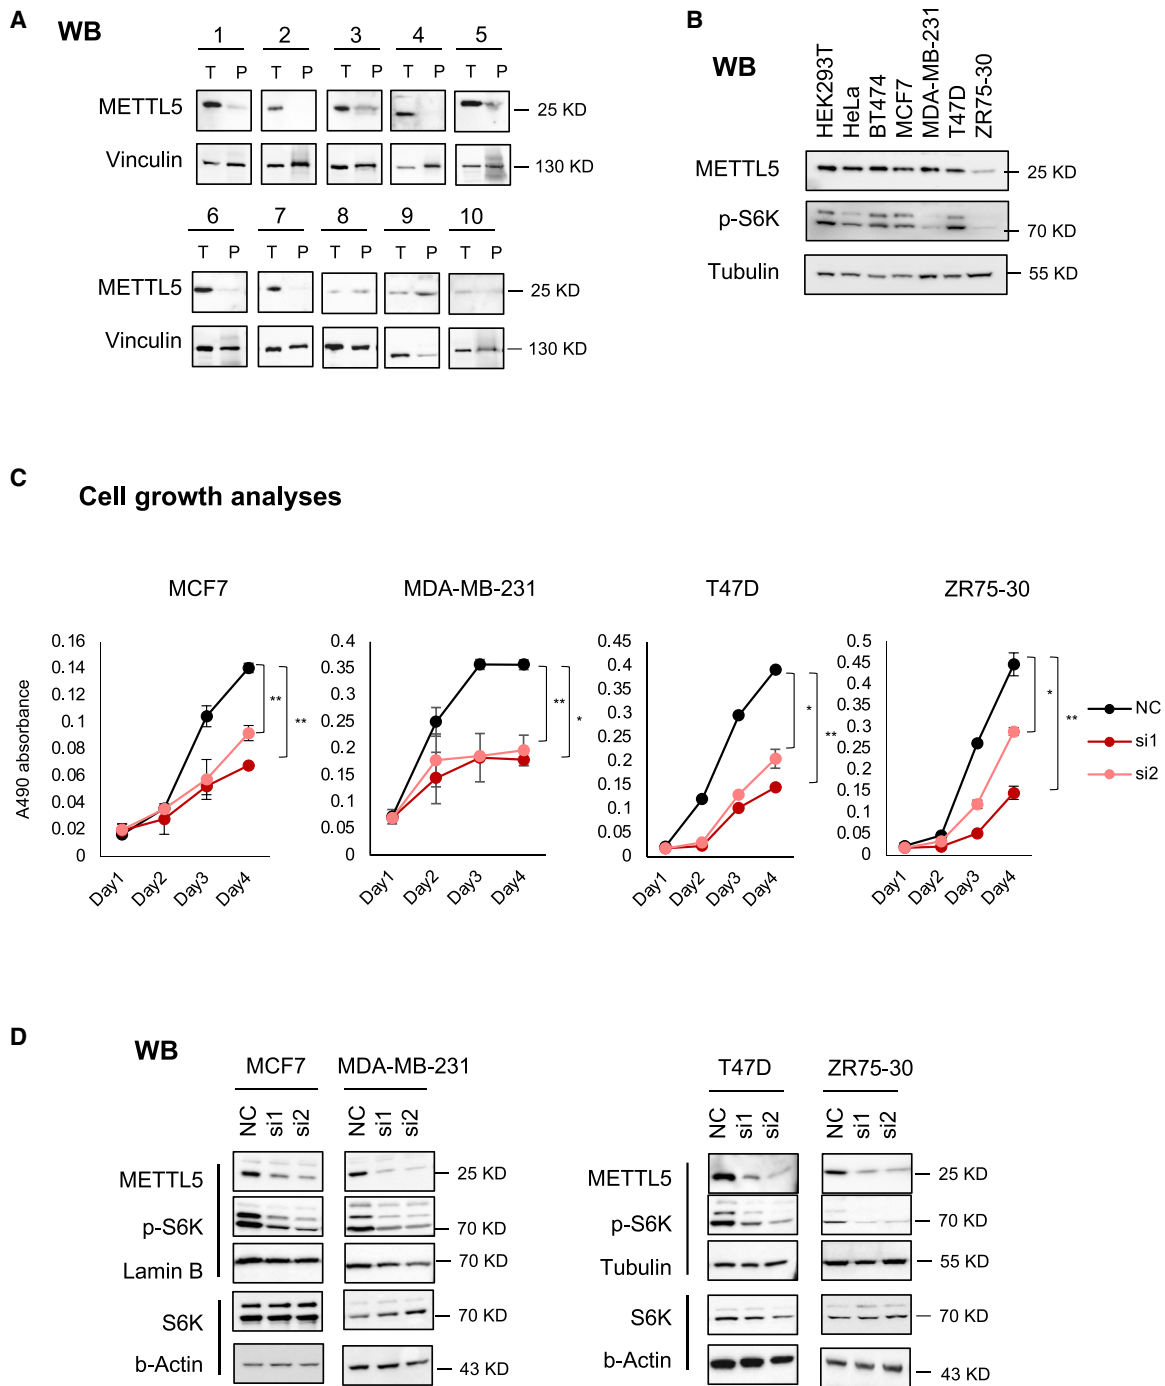 A
WB
1 2 3 4 5
T P T P T P T P T P
METTL5
25 KD
Vinculin
130 KD
6 7 8 9 10
T P T P T P T P T P
METTL5
25 KD
Vinculin
130 KD
B
WB
HEK293T
HeLa
BT474
MCF7
MDA-MB-231
T47D
ZR75-30
METTL5
25 KD
p-S6K
70 KD
Tubulin
55 KD
C
Cell growth analyses
A490 absorbance
MCF7
0.16
0.14
0.12
0.1
0.08
0.06
0.04
0.02
0
Day1 Day2 Day3 Day4
**
**
MDA-MB-231
0.4
0.35
0.3
0.25
0.2
0.15
0.1
0.05
0
Day1 Day2 Day3 Day4
**
*
T47D
0.45
0.4
0.35
0.3
0.25
0.2
0.15
0.1
0.05
0
Day1 Day2 Day3 Day4
*
**
ZR75-30
0.5
0.45
0.4
0.35
0.3
0.25
0.2
0.15
0.1
0.05
0
Day1 Day2 Day3 Day4
*
**
NC
si1
si2
D
WB
MCF7 MDA-MB-231
NC si1 si2 NC si1 si2
METTL5
25 KD
p-S6K
70 KD
Lamin B
70 KD
S6K
70 KD
b-Actin
43 KD
T47D ZR75-30
NC si1 si2 NC si1 si2
METTL5
25 KD
p-S6K
70 KD
Tubulin
55 KD
S6K
70 KD
b-Actin
43 KD